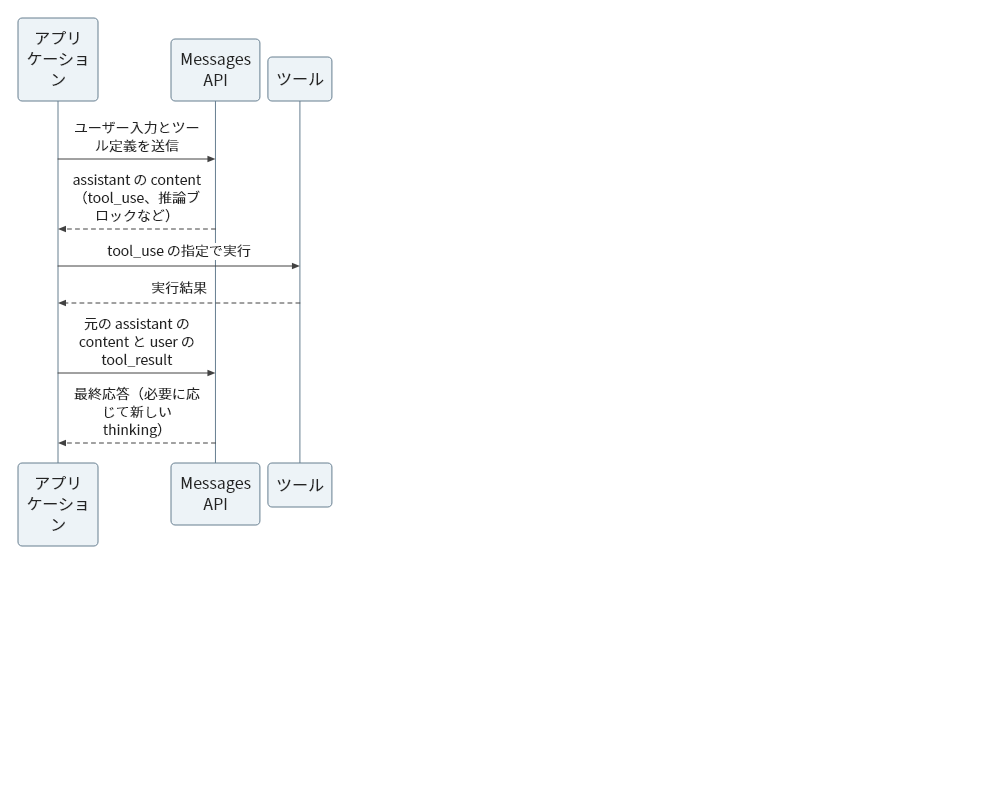 アプリ
ケーショ
ン
Messages
API
ツール
ユーザー入力とツー
ル定義を送信
assistant の content
（tool_use、推論ブ
ロックなど）
tool_use の指定で実行
実行結果
元の assistant の
content と user の
tool_result
最終応答（必要に応
じて新しい
thinking）
アプリ
ケーショ
ン
Messages
API
ツール